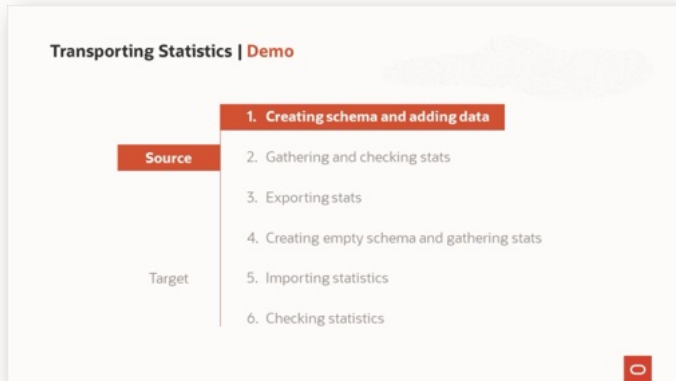 Transporting Statistics | Demo
1. Creating schema and adding data
Source
2. Gathering and checking stats
3. Exporting stats
4. Creating empty schema and gathering stats
Target
5. Importing statistics
6. Checking statistics